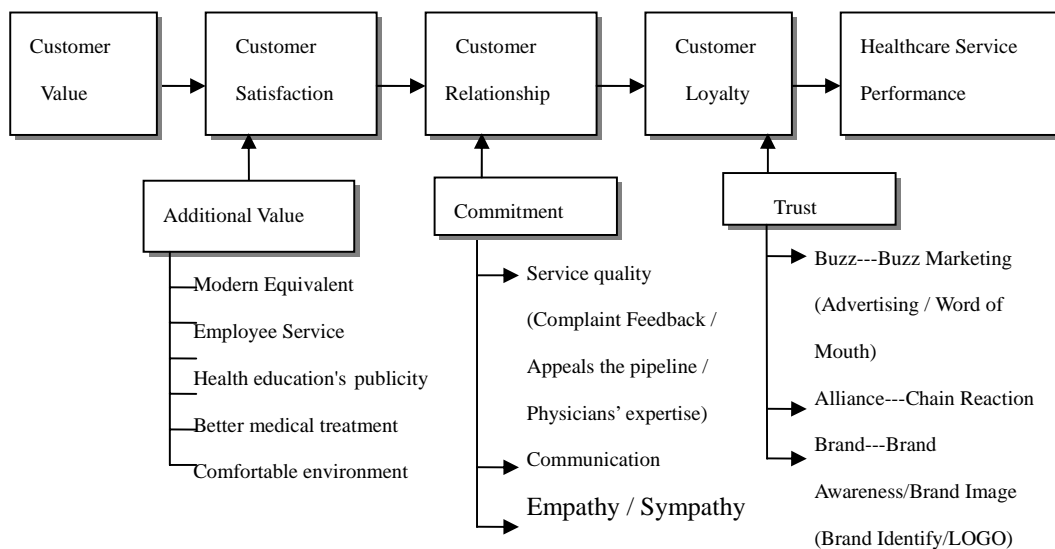 Customer
Value
Customer
Satisfaction
Customer
Relationship
Customer
Loyalty
Healthcare Service
Performance
Additional Value
Modern Equivalent
Employee Service
Health education's publicity
Better medical treatment
Comfortable environment
Commitment
Service quality
(Complaint Feedback /
Appeals the pipeline /
Physicians’ expertise)
Communication
Empathy / Sympathy
Trust
Buzz---Buzz Marketing
(Advertising / Word of
Mouth)
Alliance---Chain Reaction
Brand---Brand
Awareness/Brand Image
(Brand Identify/LOGO)